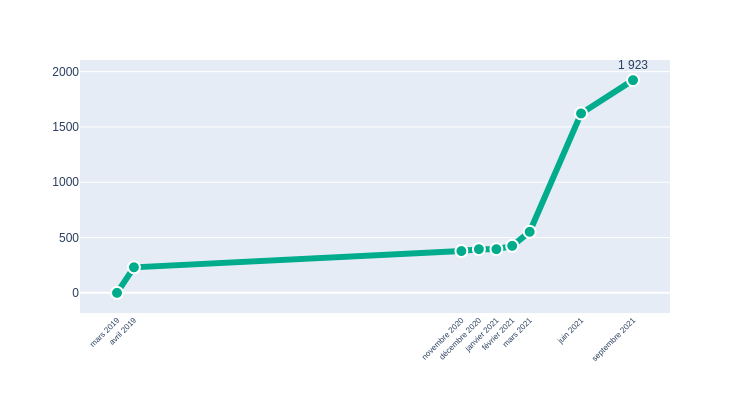 1 923
2000
1500
1000
500
0
mars 2019
avril 2019
novembre 2020
décembre 2020
janvier 2021
février 2021
mars 2021
juin 2021
septembre 2021